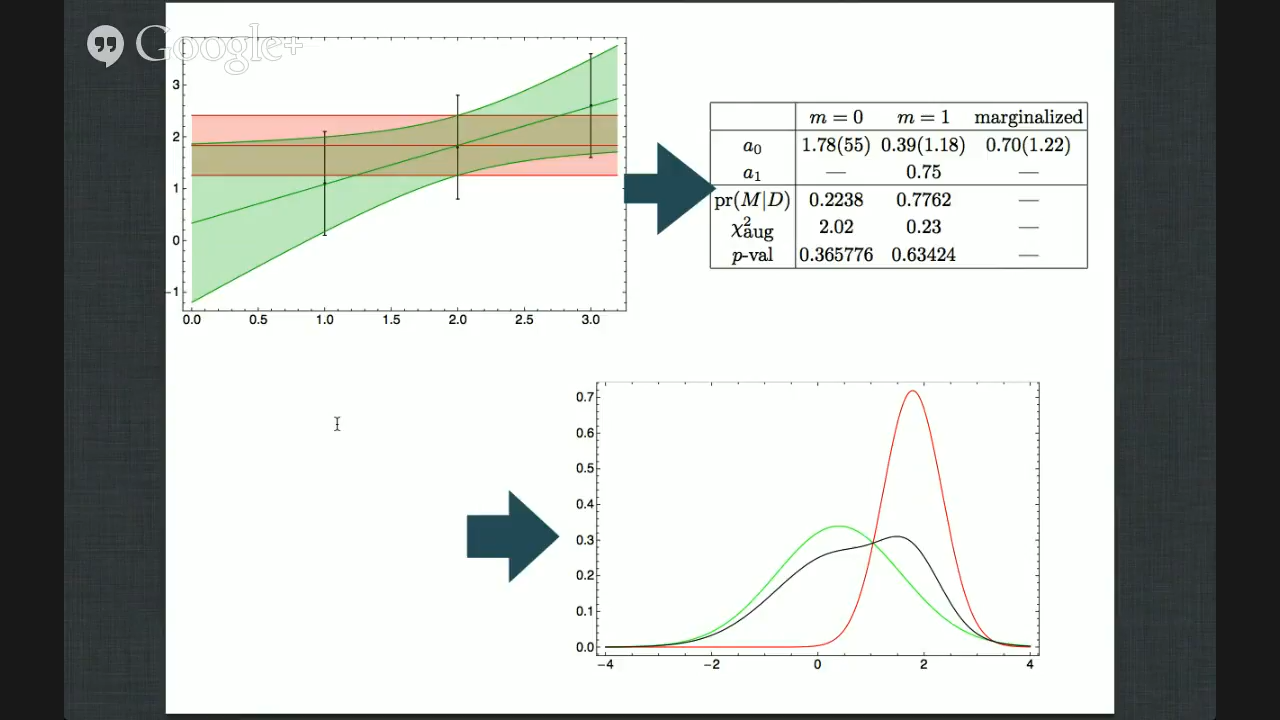 Google+
3
2
1
0
−1
0.0 0.5 1.0 1.5 2.0 2.5 3.0
m = 0 m = 1 marginalized
a₀ 1.78(55) 0.39(1.18) 0.70(1.22)
a₁ — 0.75 —
pr(M|D) 0.2238 0.7762 —
χ²aug 2.02 0.23 —
p-val 0.365776 0.63424 —
0.7
0.6
0.5
0.4
0.3
0.2
0.1
0.0
−4 −2 0 2 4